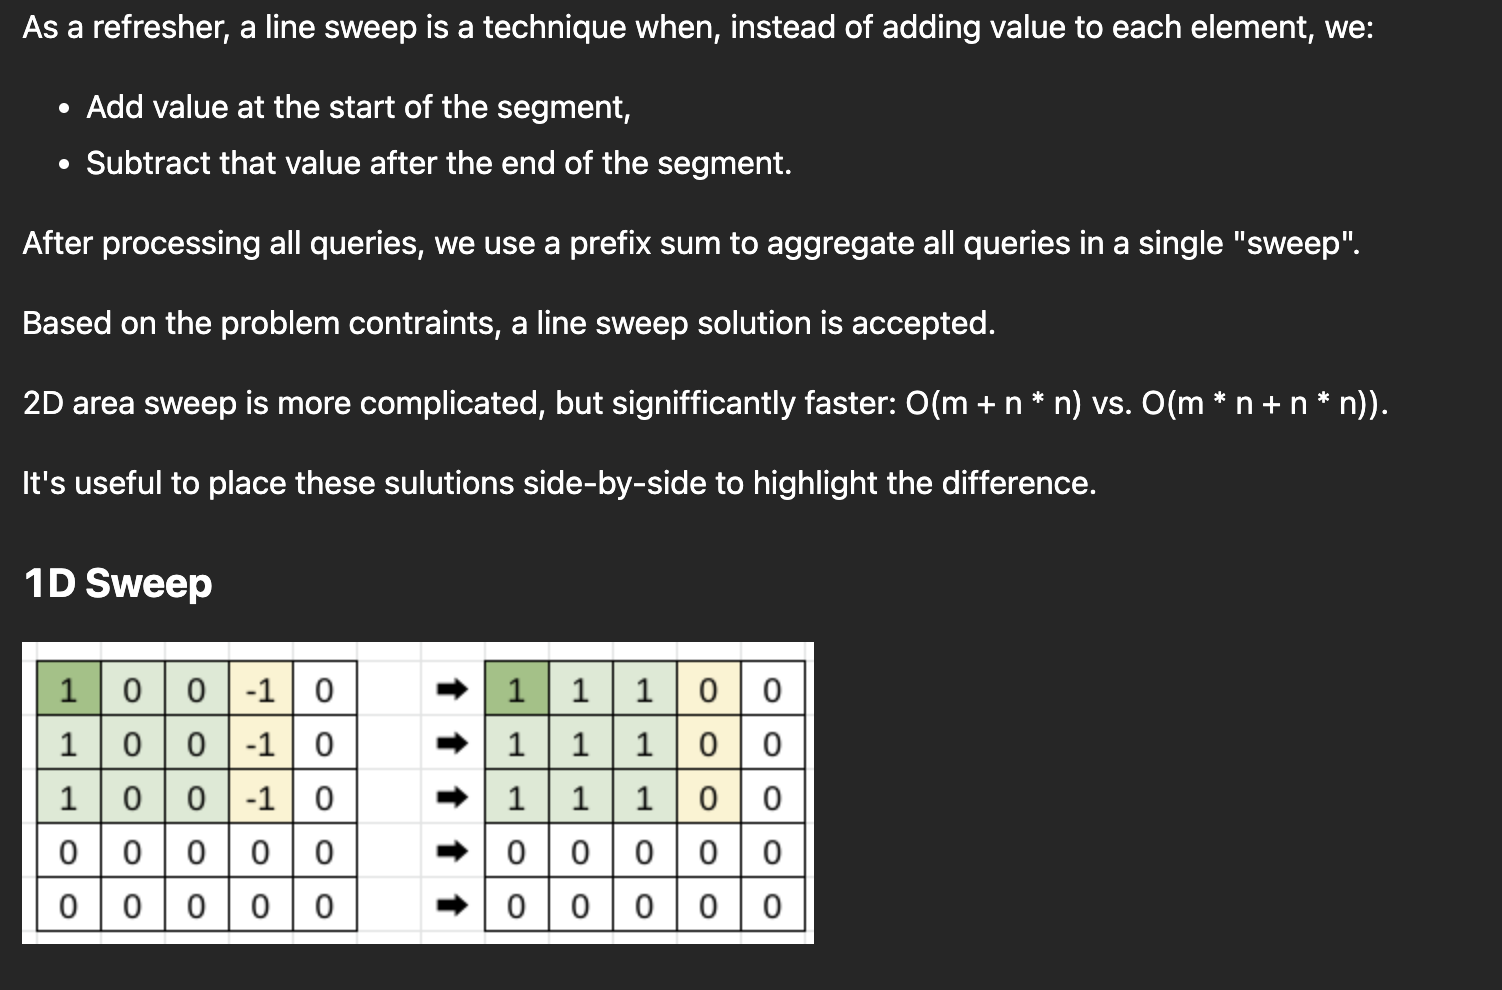 As a refresher, a line sweep is a technique when, instead of adding value to each element, we:
• Add value at the start of the segment,
• Subtract that value after the end of the segment.
After processing all queries, we use a prefix sum to aggregate all queries in a single "sweep".
Based on the problem contraints, a line sweep solution is accepted.
2D area sweep is more complicated, but signifficantly faster: O(m + n * n) vs. O(m * n + n * n)).
It's useful to place these sulutions side-by-side to highlight the difference.
1D Sweep
1 0 0 -1 0 ➡ 1 1 1 0 0
1 0 0 -1 0 ➡ 1 1 1 0 0
1 0 0 -1 0 ➡ 1 1 1 0 0
0 0 0 0 0 ➡ 0 0 0 0 0
0 0 0 0 0 ➡ 0 0 0 0 0